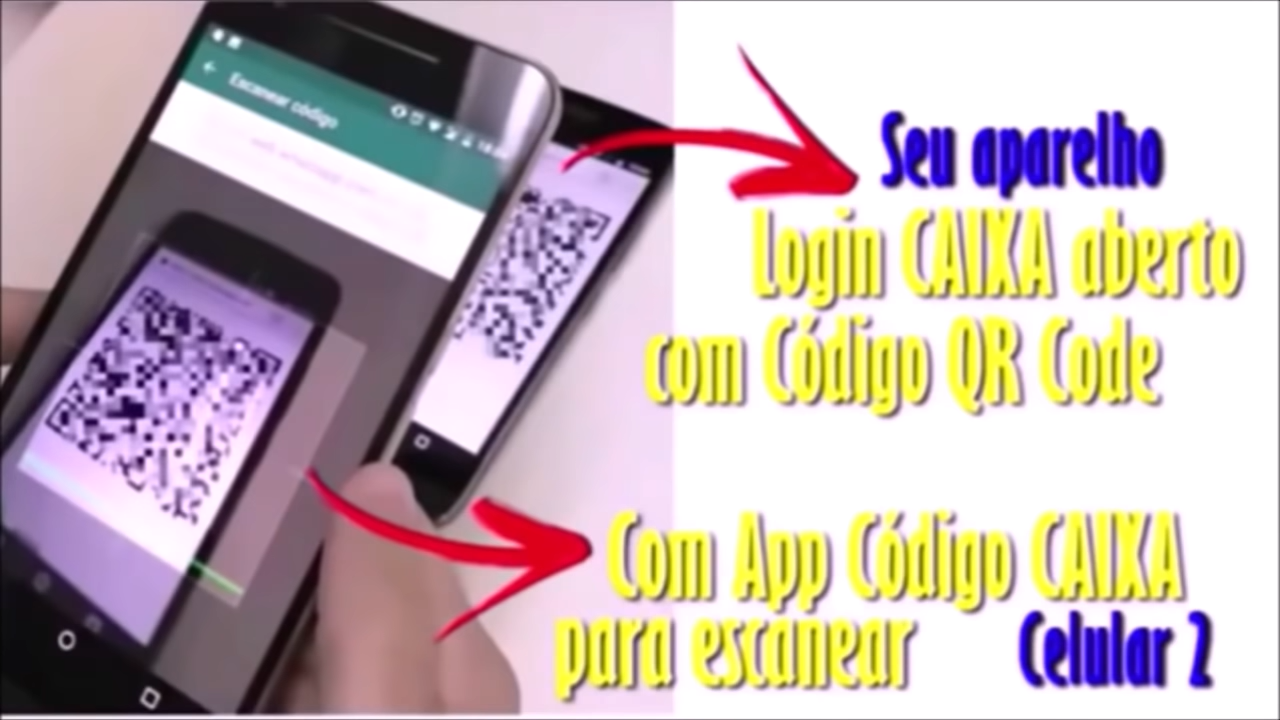 Escanear código
Seu aparelho
Login CAIXA aberto
com Código QR Code
Com App Código CAIXA
para escanear
Celular 2